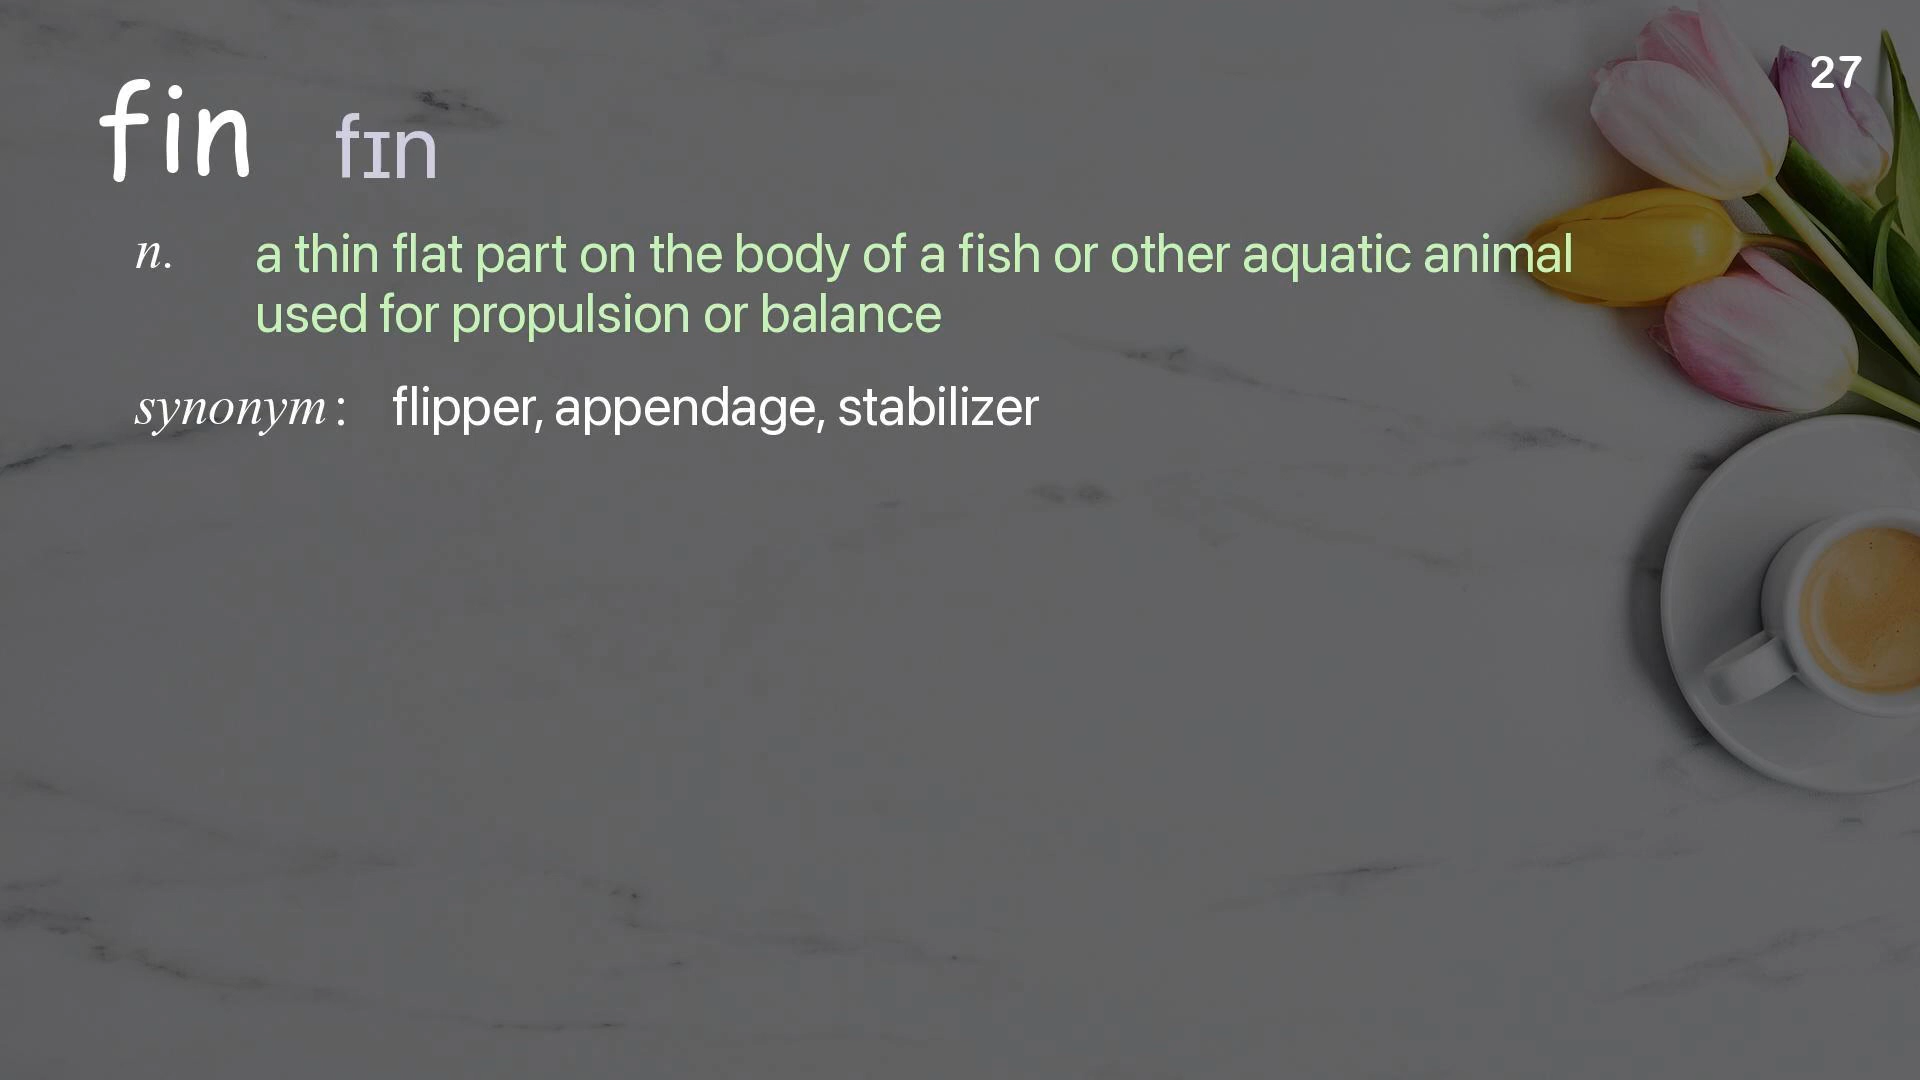 27
fin fɪn
n. a thin flat part on the body of a fish or other aquatic animal
used for propulsion or balance
synonym : flipper, appendage, stabilizer